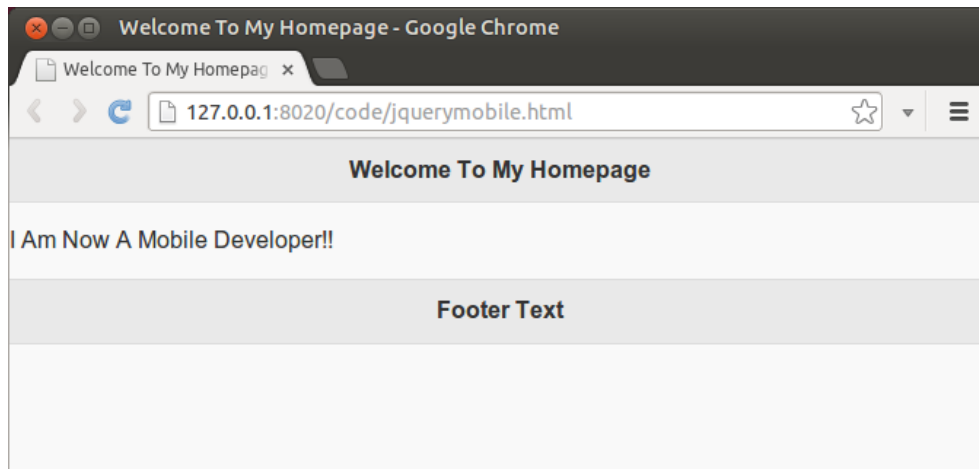 Welcome To My Homepage - Google Chrome
Welcome To My Homepag
127.0.0.1:8020/code/jquerymobile.html
Welcome To My Homepage
I Am Now A Mobile Developer!!
Footer Text